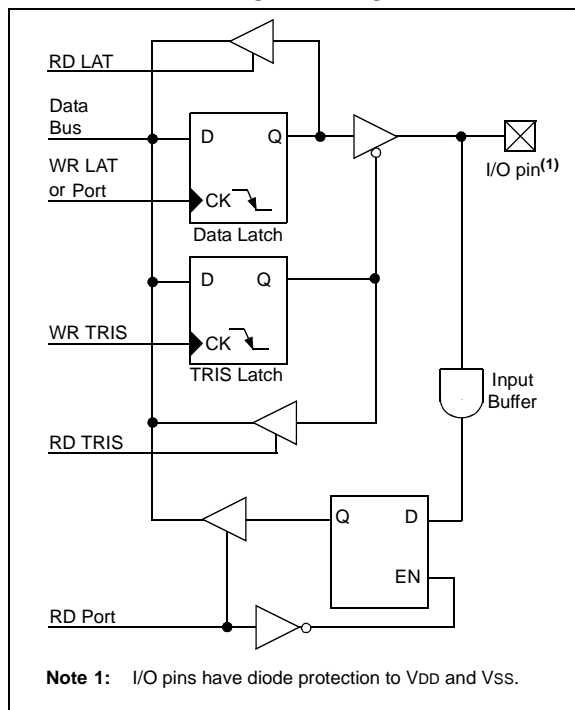 RD LAT
Data
Bus
D
Q
WR LAT
or Port
CK
Data Latch
I/O pin(1)
D
Q
WR TRIS
CK
TRIS Latch
Input
Buffer
RD TRIS
Q
D
EN
RD Port
Note 1: I/O pins have diode protection to VDD and VSS.